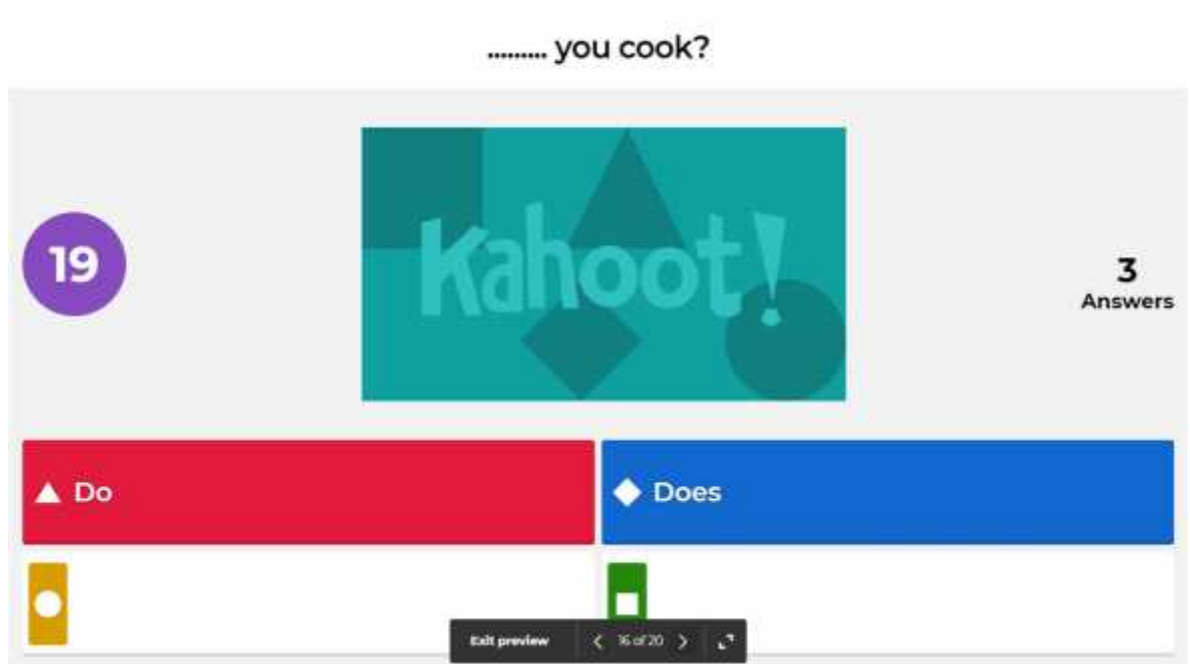 ......... you cook?
Kahoot!
19
3
Answers
Do
Does
Exit preview
16 of 20